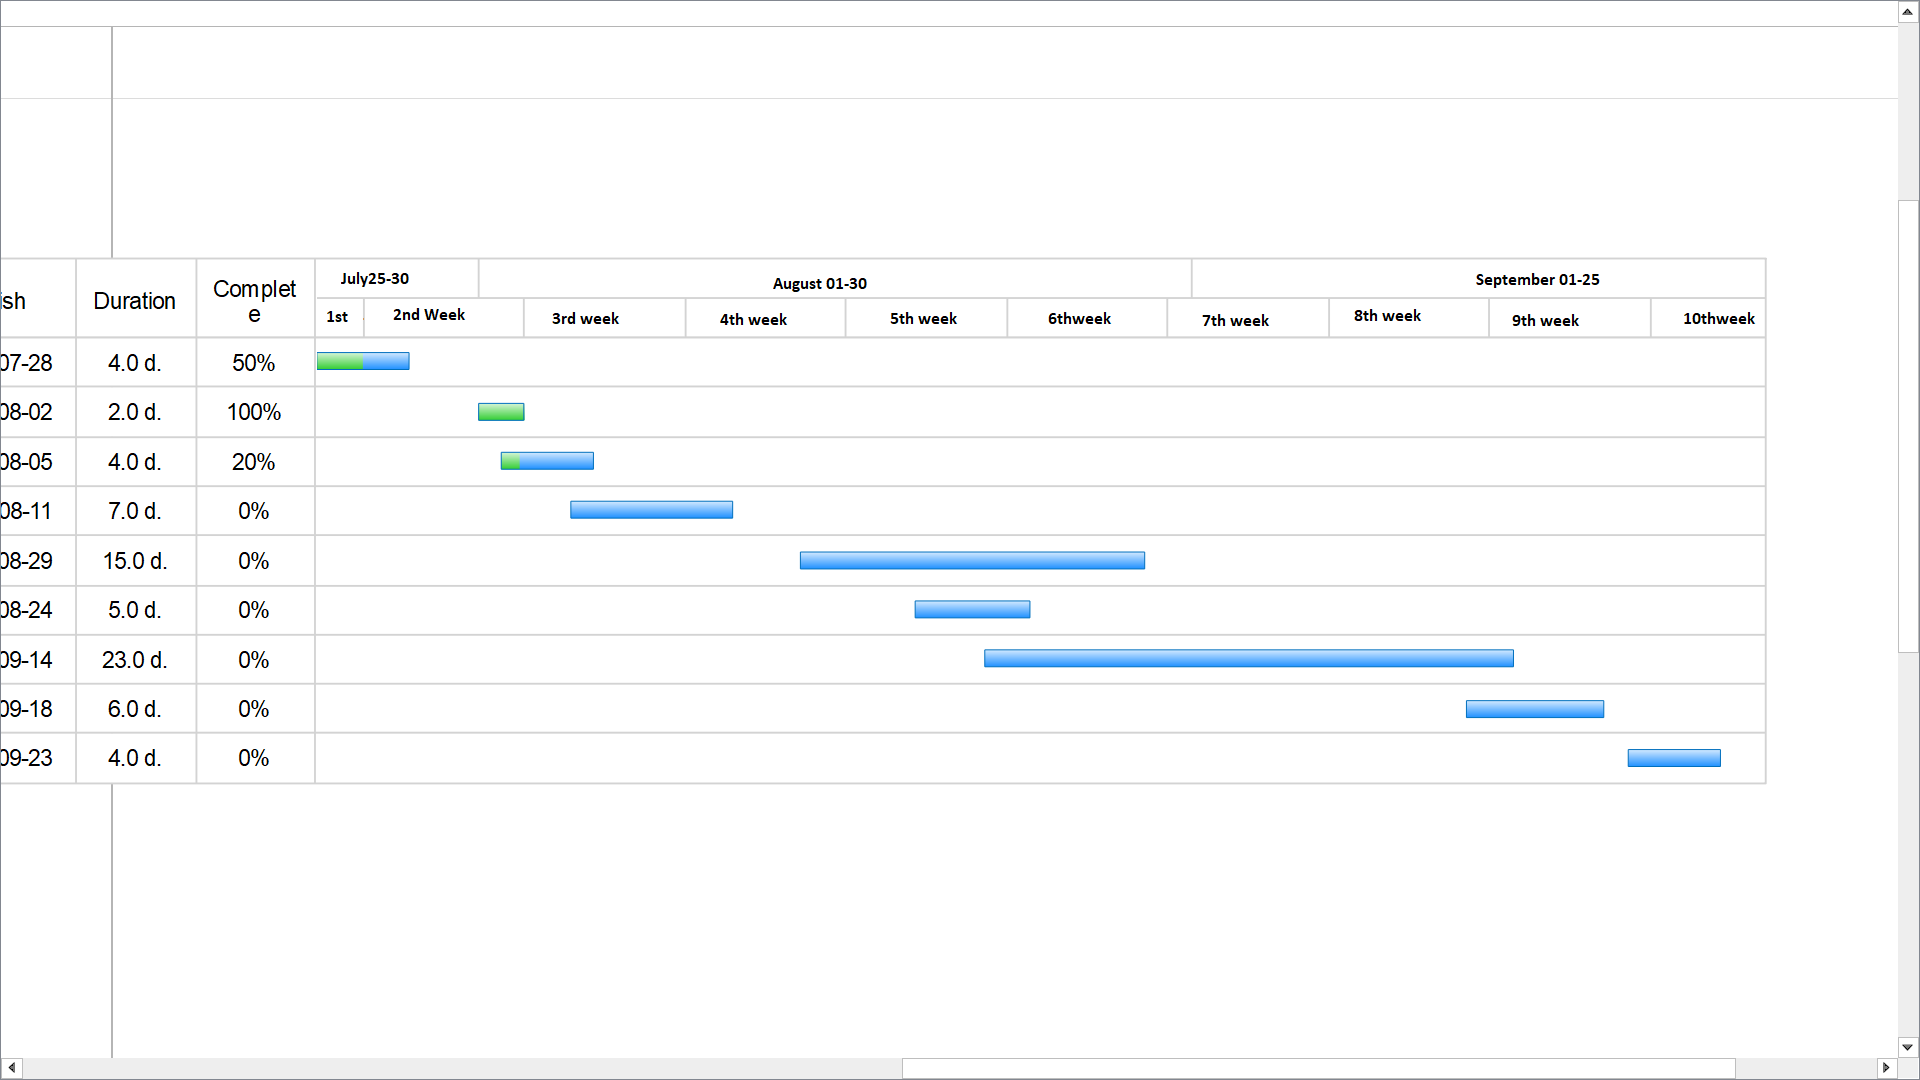 ish
Duration
Complet
e
July25-30
August 01-30
September 01-25
1st
2nd Week
3rd week
4th week
5th week
6thweek
7th week
8th week
9th week
10thweek
07-28 4.0 d. 50%
08-02 2.0 d. 100%
08-05 4.0 d. 20%
08-11 7.0 d. 0%
08-29 15.0 d. 0%
08-24 5.0 d. 0%
09-14 23.0 d. 0%
09-18 6.0 d. 0%
09-23 4.0 d. 0%